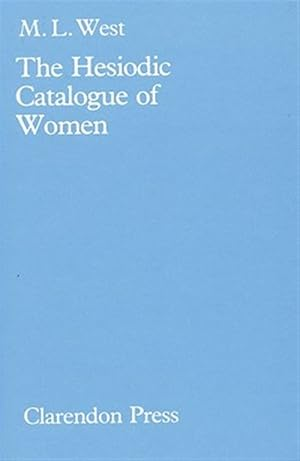 M. L. West
The Hesiodic
Catalogue of
Women
Clarendon Press